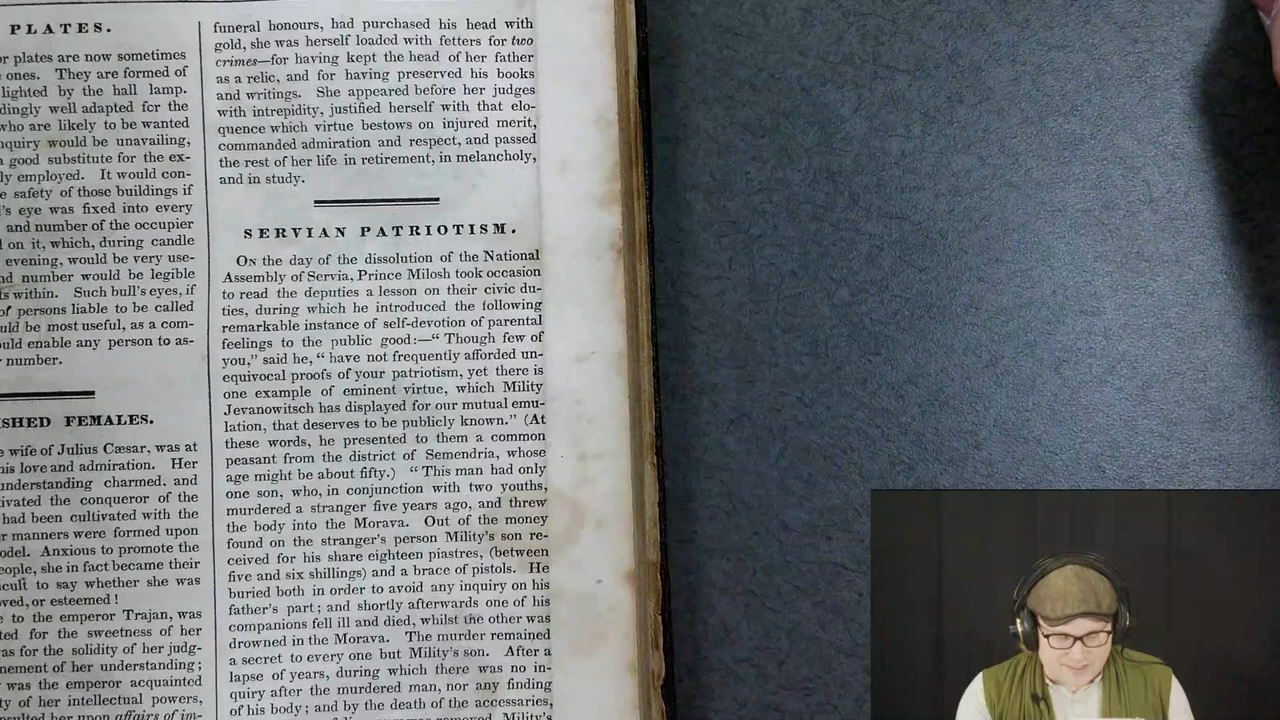 PLATES.
plates are now sometimes
ones. They are formed of
lighted by the hall lamp.
well adapted for the
who are likely to be wanted
would be unavailing,
a good substitute for the ex-
employed. It would con-
safety of those buildings if
eye was fixed into every
and number of the occupier
on it, which, during candle
evening, would be very use-
number would be legible
within. Such bull's eyes, if
of persons liable to be called
be most useful, as a com-
enable any person to as-
number.
FEMALES.
wife of Julius Cæsar, was at
his love and admiration. Her
understanding charmed, and
the conqueror of the
had been cultivated with the
manners were formed upon
Anxious to promote the
she in fact became their
to say whether she was
or esteemed !
to the emperor Trajan, was
for the sweetness of her
as for the solidity of her judg-
of her understanding ;
was the emperor acquainted
of her intellectual powers,
her upon affairs of im-
funeral honours, had purchased his head with
gold, she was herself loaded with fetters for two
crimes—for having kept the head of her father
as a relic, and for having preserved his books
and writings. She appeared before her judges
with intrepidity, justified herself with that elo-
quence which virtue bestows on injured merit,
commanded admiration and respect, and passed
the rest of her life in retirement, in melancholy,
and in study.
SERVIAN PATRIOTISM.
On the day of the dissolution of the National
Assembly of Servia, Prince Milosh took occasion
to read the deputies a lesson on their civic du-
ties, during which he introduced the following
remarkable instance of self-devotion of parental
feelings to the public good:—“ Though few of
you,” said he, “ have not frequently afforded un-
equivocal proofs of your patriotism, yet there is
one example of eminent virtue, which Mility
Jevanowitsch has displayed for our mutual emu-
lation, that deserves to be publicly known.” (At
these words, he presented to them a common
peasant from the district of Semendria, whose
age might be about fifty.) “ This man had only
one son, who, in conjunction with two youths,
murdered a stranger five years ago, and threw
the body into the Morava. Out of the money
found on the stranger's person Mility's son re-
ceived for his share eighteen piastres, (between
five and six shillings) and a brace of pistols. He
buried both in order to avoid any inquiry on his
father's part ; and shortly afterwards one of his
companions fell ill and died, whilst the other was
drowned in the Morava. The murder remained
a secret to every one but Mility's son. After a
lapse of years, during which there was no in-
quiry after the murdered man, nor any finding
of his body ; and by the death of the accessaries,
removed, Mility's